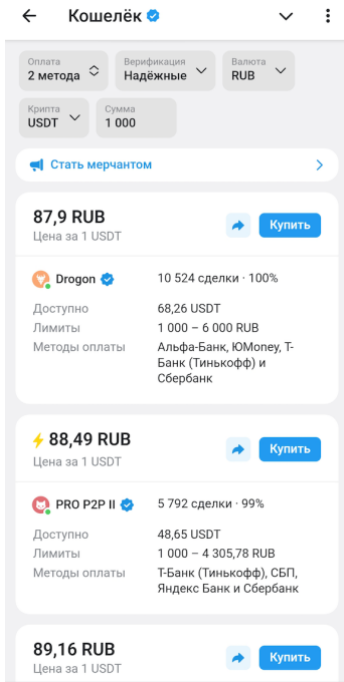 Кошелёк
Оплата
2 метода
Верификация
Надёжные
Валюта
RUB
Крипта
USDT
Сумма
1 000
Стать мерчантом
87,9 RUB
Цена за 1 USDT
Купить
Drogon
10 524 сделки · 100%
Доступно
68,26 USDT
Лимиты
1 000 – 6 000 RUB
Методы оплаты
Альфа-Банк, ЮMoney, Т-
Банк (Тинькофф) и
Сбербанк
88,49 RUB
Цена за 1 USDT
Купить
PRO P2P II
5 792 сделки · 99%
Доступно
48,65 USDT
Лимиты
1 000 – 4 305,78 RUB
Методы оплаты
Т-Банк (Тинькофф), СБП,
Яндекс Банк и Сбербанк
89,16 RUB
Цена за 1 USDT
Купить